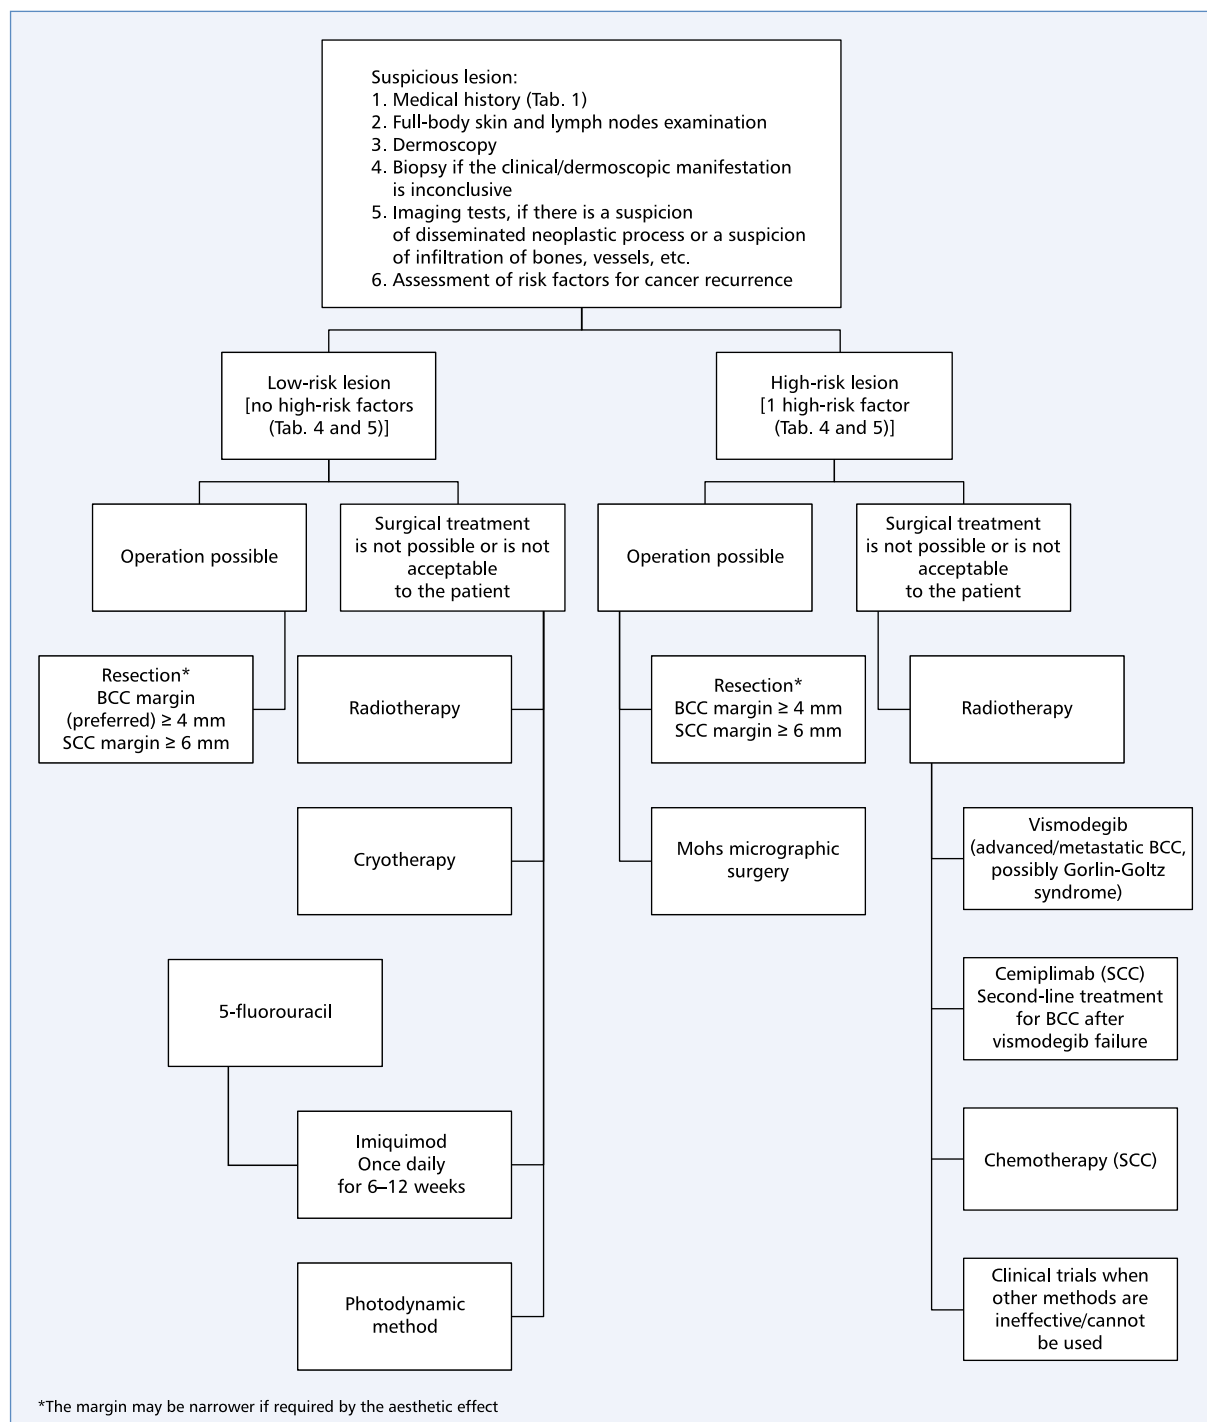 Suspicious lesion:
1. Medical history (Tab. 1)
2. Full-body skin and lymph nodes examination
3. Dermoscopy
4. Biopsy if the clinical/dermoscopic manifestation
is inconclusive
5. Imaging tests, if there is a suspicion
of disseminated neoplastic process or a suspicion
of infiltration of bones, vessels, etc.
6. Assessment of risk factors for cancer recurrence
Low-risk lesion
[no high-risk factors
(Tab. 4 and 5)]
High-risk lesion
[1 high-risk factor
(Tab. 4 and 5)]
Operation possible
Surgical treatment
is not possible or is not
acceptable
to the patient
Operation possible
Surgical treatment
is not possible or is not
acceptable
to the patient
Resection*
BCC margin
(preferred) ≥ 4 mm
SCC margin ≥ 6 mm
Radiotherapy
Resection*
BCC margin ≥ 4 mm
SCC margin ≥ 6 mm
Radiotherapy
Cryotherapy
Mohs micrographic
surgery
Vismodegib
(advanced/metastatic BCC,
possibly Gorlin-Goltz
syndrome)
5-fluorouracil
Cemiplimab (SCC)
Second-line treatment
for BCC after
vismodegib failure
Imiquimod
Once daily
for 6–12 weeks
Chemotherapy (SCC)
Photodynamic
method
Clinical trials when
other methods are
ineffective/cannot
be used
*The margin may be narrower if required by the aesthetic effect